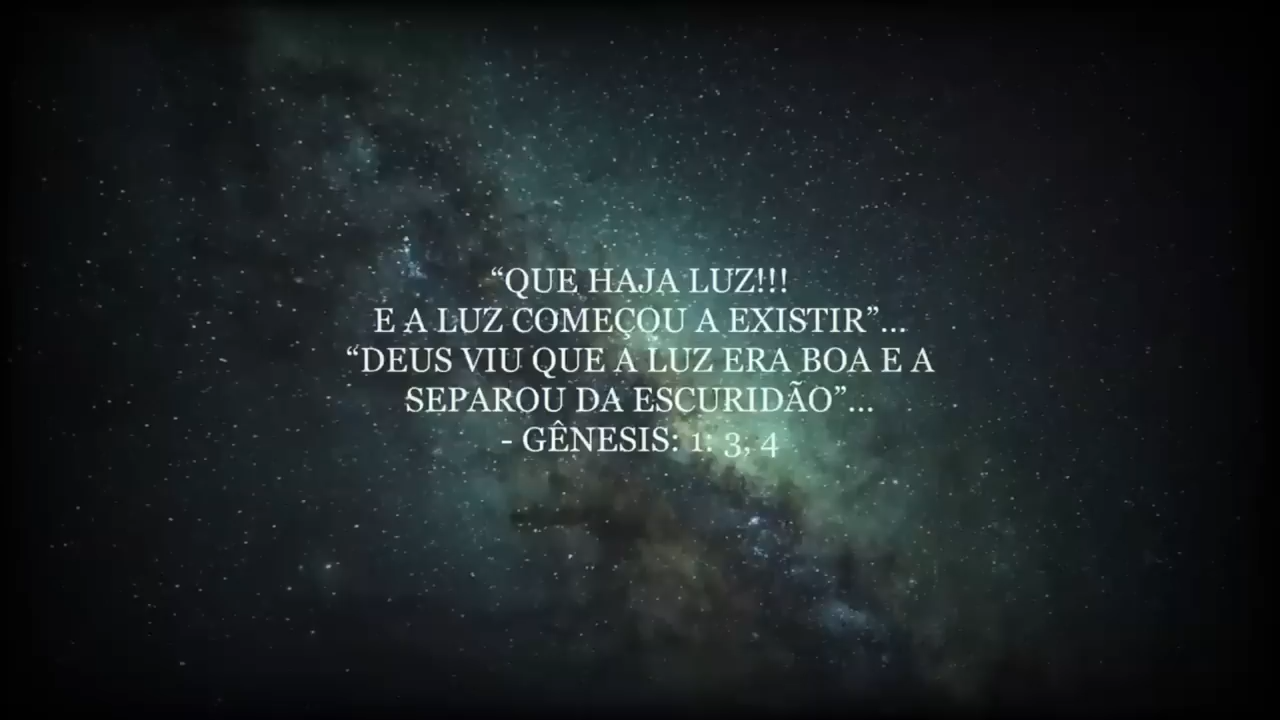 “QUE HAJA LUZ!!!
E A LUZ COMEÇOU A EXISTIR”...
“DEUS VIU QUE A LUZ ERA BOA E A
SEPAROU DA ESCURIDÃO”...
- GÊNESIS: 1: 3, 4